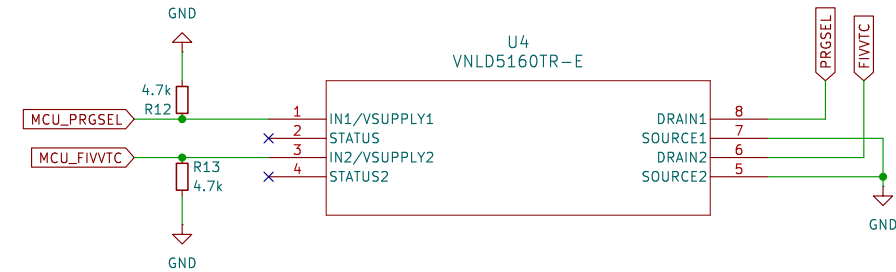 GND
U4
VNLD5160TR-E
PRGSEL
FIVVTC
4.7k
R12
MCU_PRGSEL
1
IN1/VSUPPLY1
DRAIN1
8
2
STATUS
SOURCE1
7
MCU_FIVVTC
3
IN2/VSUPPLY2
DRAIN2
6
R13
4.7k
4
STATUS2
SOURCE2
5
GND
GND